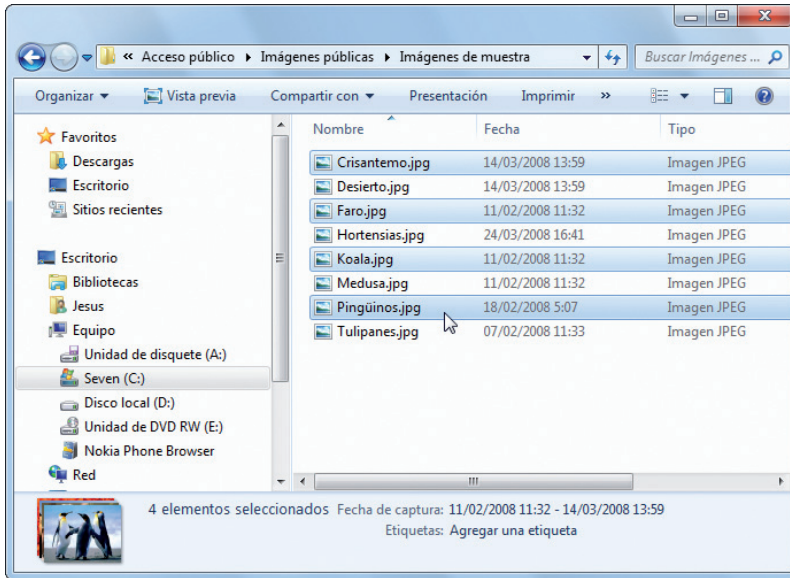 « Acceso público ▸ Imágenes públicas ▸ Imágenes de muestra
Buscar Imágenes ...
Organizar Vista previa Compartir con Presentación Imprimir »
Favoritos
Descargas
Escritorio
Sitios recientes
Escritorio
Bibliotecas
Jesus
Equipo
Unidad de disquete (A:)
Seven (C:)
Disco local (D:)
Unidad de DVD RW (E:)
Nokia Phone Browser
Red
Nombre Fecha Tipo
Crisantemo.jpg 14/03/2008 13:59 Imagen JPEG
Desierto.jpg 14/03/2008 13:59 Imagen JPEG
Faro.jpg 11/02/2008 11:32 Imagen JPEG
Hortensias.jpg 24/03/2008 16:41 Imagen JPEG
Koala.jpg 11/02/2008 11:32 Imagen JPEG
Medusa.jpg 11/02/2008 11:32 Imagen JPEG
Pingüinos.jpg 18/02/2008 5:07 Imagen JPEG
Tulipanes.jpg 07/02/2008 11:33 Imagen JPEG
4 elementos seleccionados Fecha de captura: 11/02/2008 11:32 - 14/03/2008 13:59
Etiquetas: Agregar una etiqueta